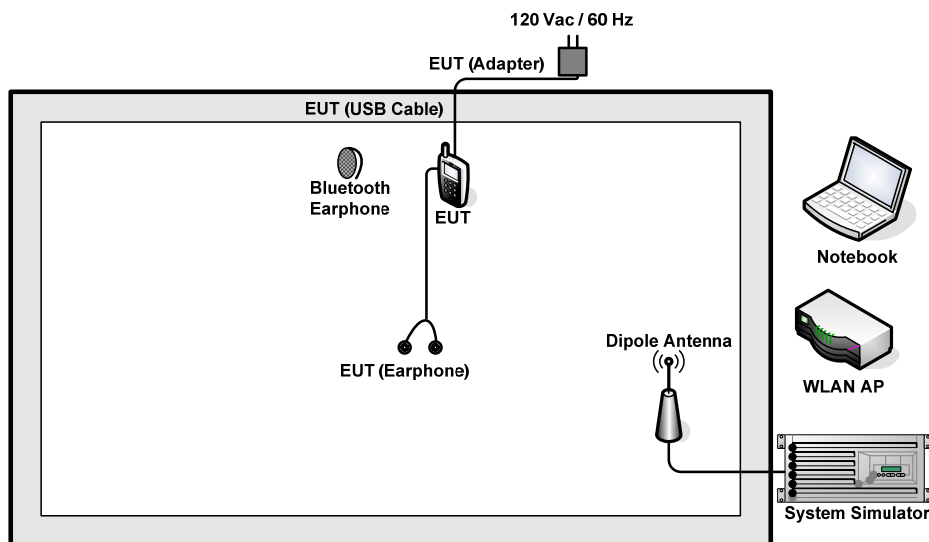 120 Vac / 60 Hz
EUT (Adapter)
EUT (USB Cable)
Bluetooth
Earphone
EUT
Notebook
EUT (Earphone)
Dipole Antenna
WLAN AP
System Simulator